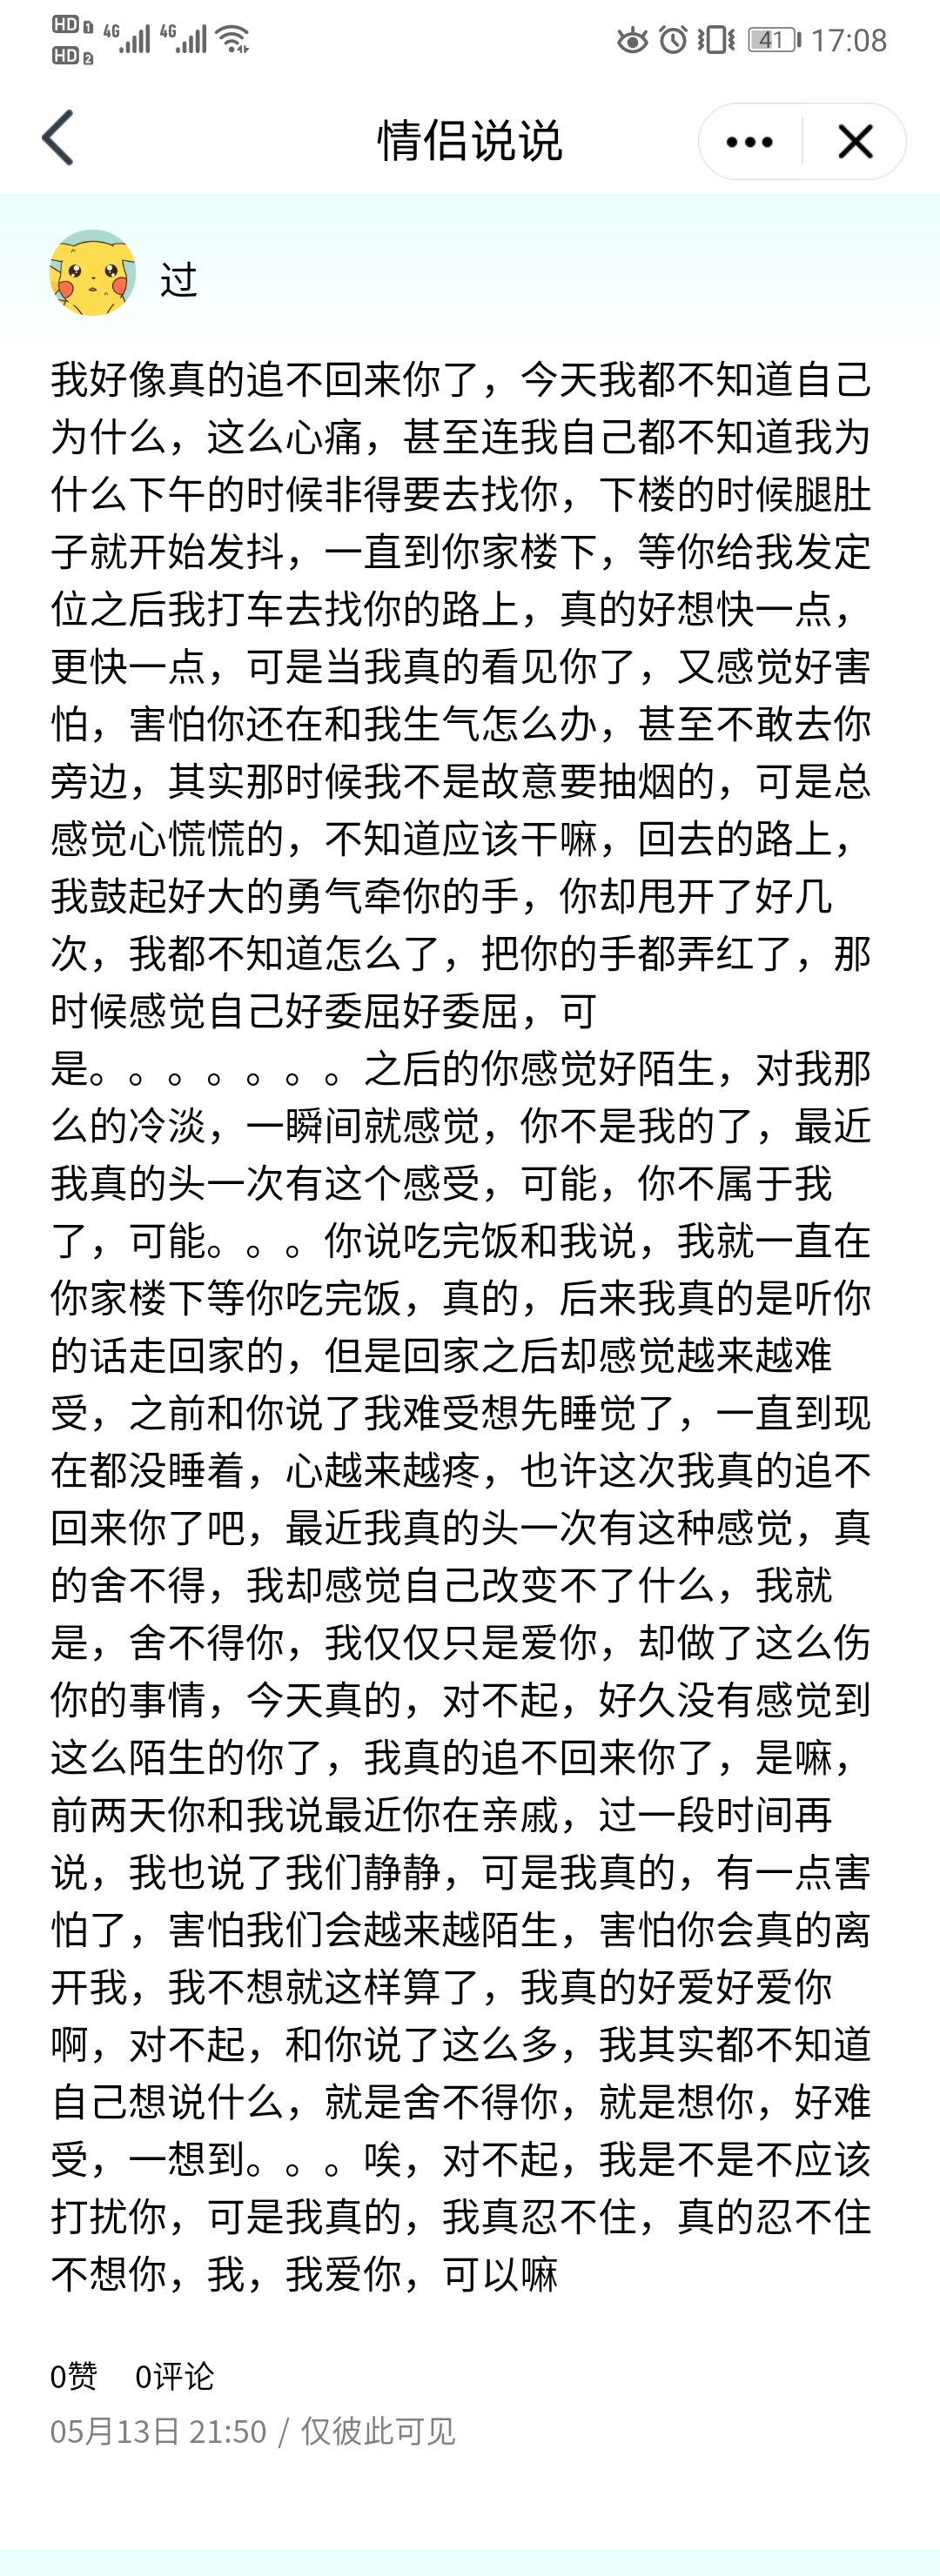 HD 1 4G 4G
HD 2
41 17:08
情侣说说
过
我好像真的追不回来你了，今天我都不知道自己
为什么，这么心痛，甚至连我自己都不知道我为
什么下午的时候非得要去找你，下楼的时候腿肚
子就开始发抖，一直到你家楼下，等你给我发定
位之后我打车去找你的路上，真的好想快一点，
更快一点，可是当我真的看见你了，又感觉好害
怕，害怕你还在和我生气怎么办，甚至不敢去你
旁边，其实那时候我不是故意要抽烟的，可是总
感觉心慌慌的，不知道应该干嘛，回去的路上，
我鼓起好大的勇气牵你的手，你却甩开了好几
次，我都不知道怎么了，把你的手都弄红了，那
时候感觉自己好委屈好委屈，可
是。。。。。。。之后的你感觉好陌生，对我那
么的冷淡，一瞬间就感觉，你不是我的了，最近
我真的头一次有这个感受，可能，你不属于我
了，可能。。。你说吃完饭和我说，我就一直在
你家楼下等你吃完饭，真的，后来我真的是听你
的话走回家的，但是回家之后却感觉越来越难
受，之前和你说了我难受想先睡觉了，一直到现
在都没睡着，心越来越疼，也许这次我真的追不
回来你了吧，最近我真的头一次有这种感觉，真
的舍不得，我却感觉自己改变不了什么，我就
是，舍不得你，我仅仅只是爱你，却做了这么伤
你的事情，今天真的，对不起，好久没有感觉到
这么陌生的你了，我真的追不回来你了，是嘛，
前两天你和我说最近你在亲戚，过一段时间再
说，我也说了我们静静，可是我真的，有一点害
怕了，害怕我们会越来越陌生，害怕你会真的离
开我，我不想就这样算了，我真的好爱好爱你
啊，对不起，和你说了这么多，我其实都不知道
自己想说什么，就是舍不得你，就是想你，好难
受，一想到。。。唉，对不起，我是不是不应该
打扰你，可是我真的，我真忍不住，真的忍不住
不想你，我，我爱你，可以嘛
0赞 0评论
05月13日 21:50 / 仅彼此可见